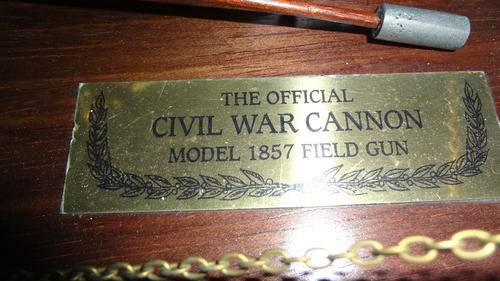 THE OFFICIAL
CIVIL WAR CANNON
MODEL 1857 FIELD GUN